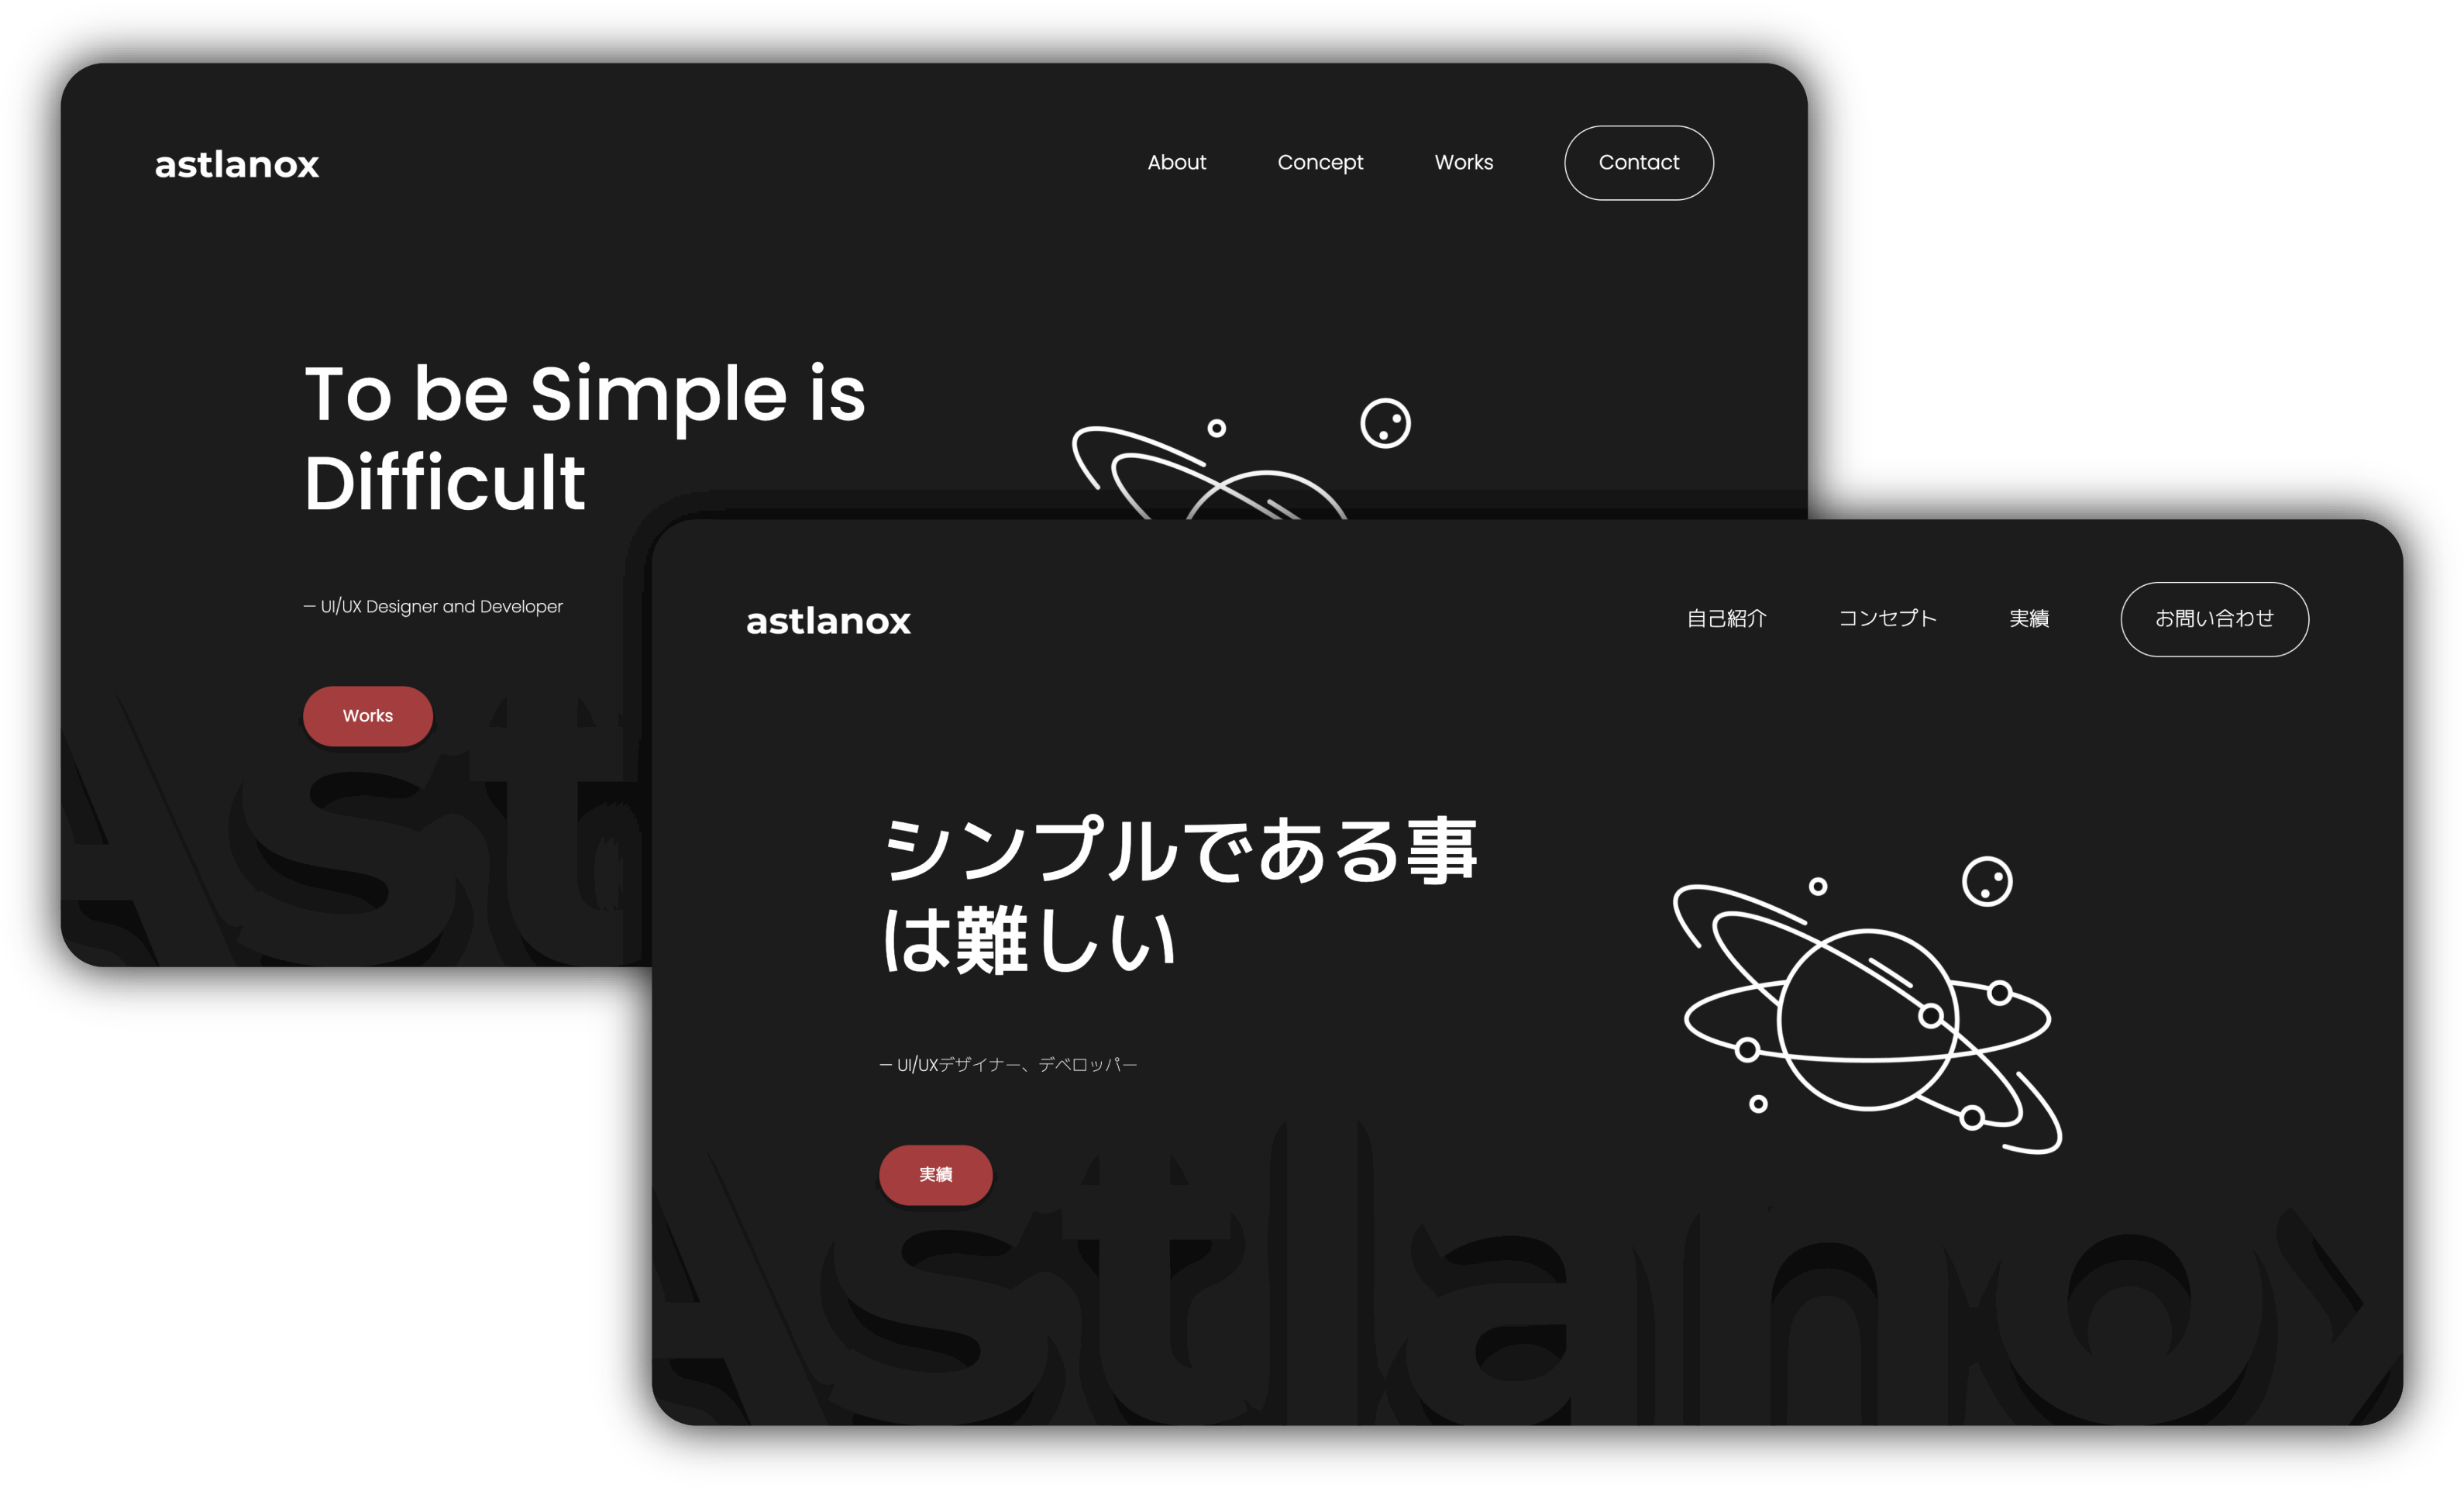 astlanox
About Concept Works Contact
To be Simple is
Difficult
— UI/UX Designer and Developer
Works
Ast
astlanox
自己紹介 コンセプト 実績 お問い合わせ
シンプルである事
は難しい
— UI/UXデザイナー、デベロッパー
実績
Astlanox